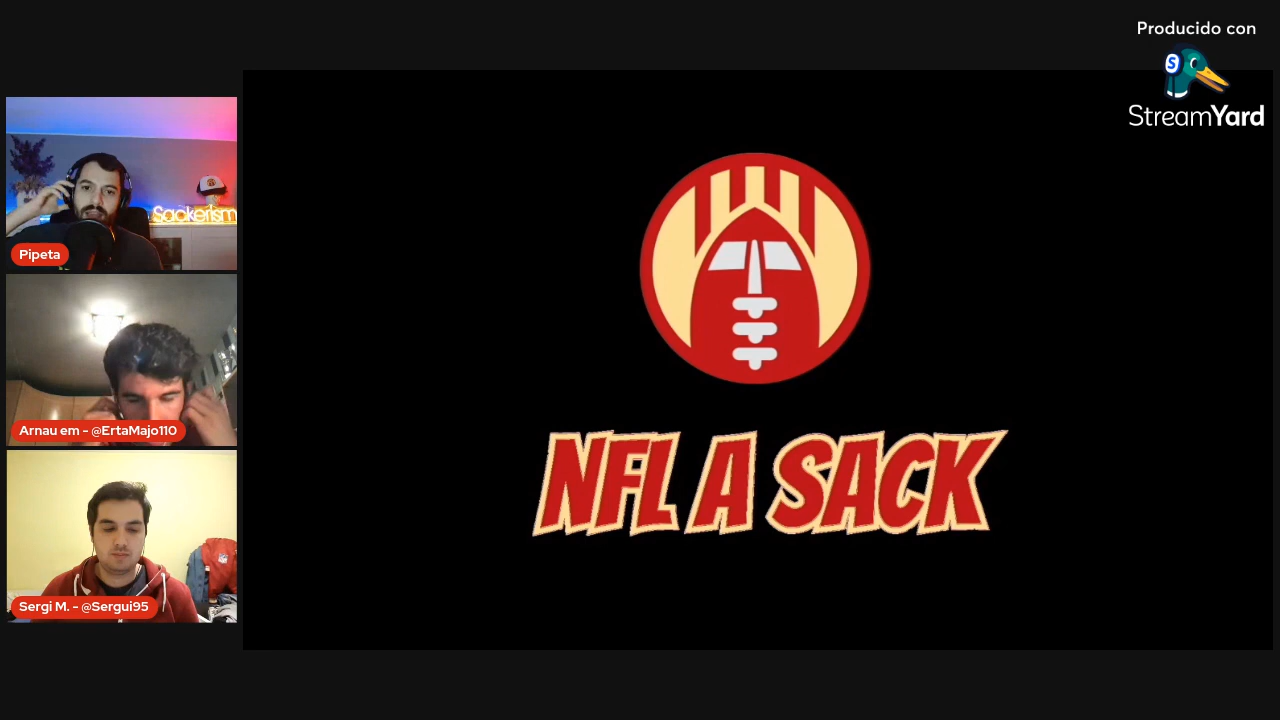 Producido con
StreamYard
Sackerism
Pipeta
Arnau em - @ErtaMajo110
Sergi M. - @Sergui95
NFL A SACK